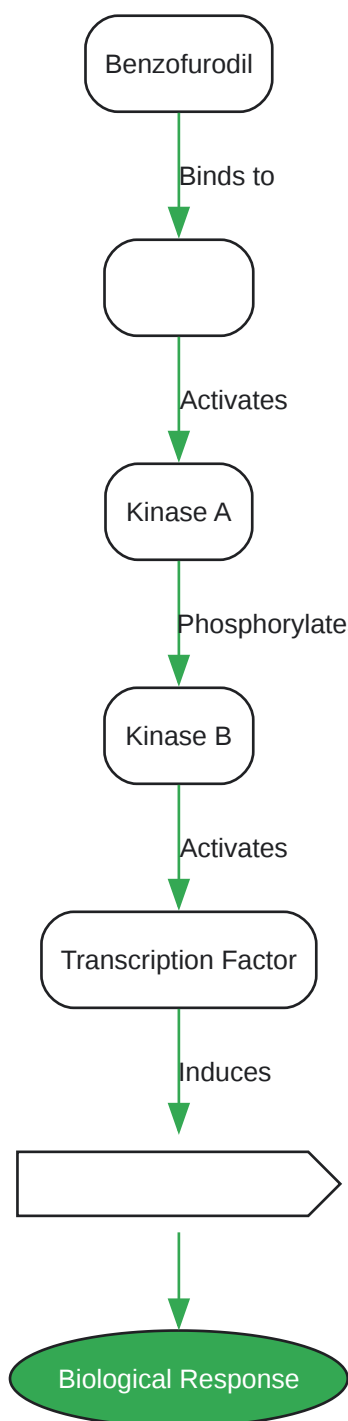 Benzofurodil
Binds to
Activates
Kinase A
Phosphorylate
Kinase B
Activates
Transcription Factor
Induces
Biological Response